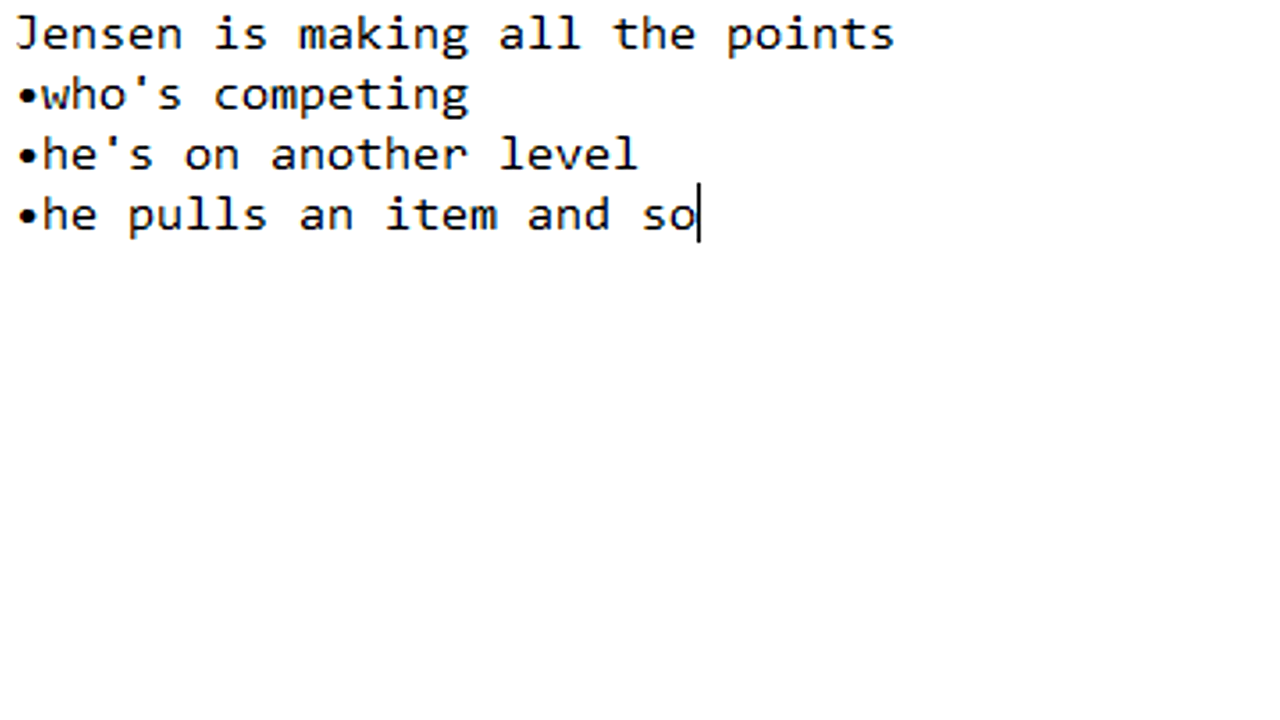 Jensen is making all the points
•who's competing
•he's on another level
•he pulls an item and so